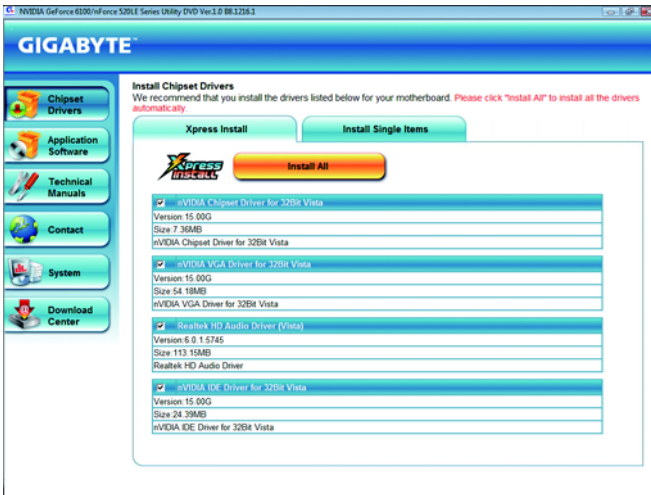 NVIDIA GeForce 6100/nForce 520LE Series Utility DVD Ver.1.0 B8.1216.1
GIGABYTE™
Chipset
Drivers
Application
Software
Technical
Manuals
Contact
System
Download
Center
Install Chipset Drivers
We recommend that you install the drivers listed below for your motherboard. Please click "Install All" to install all the drivers
automatically.
Xpress Install
Install Single Items
Xpress
INSTALL
Install All
nVIDIA Chipset Driver for 32Bit Vista
Version:15.00G
Size:7.36MB
nVIDIA Chipset Driver for 32Bit Vista
nVIDIA VGA Driver for 32Bit Vista
Version:15.00G
Size:54.18MB
nVIDIA VGA Driver for 32Bit Vista
Realtek HD Audio Driver (Vista)
Version:6.0.1.5745
Size:113.15MB
Realtek HD Audio Driver
nVIDIA IDE Driver for 32Bit Vista
Version:15.00G
Size:24.39MB
nVIDIA IDE Driver for 32Bit Vista